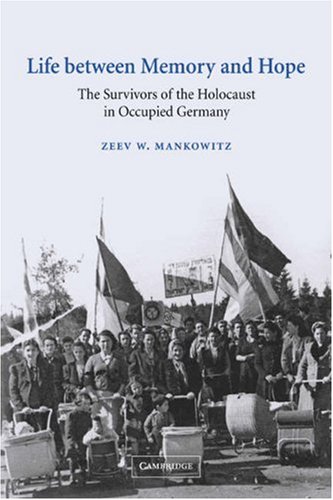 Life between Memory and Hope
The Survivors of the Holocaust
in Occupied Germany
ZEEV W. MANKOWITZ
CAMBRIDGE